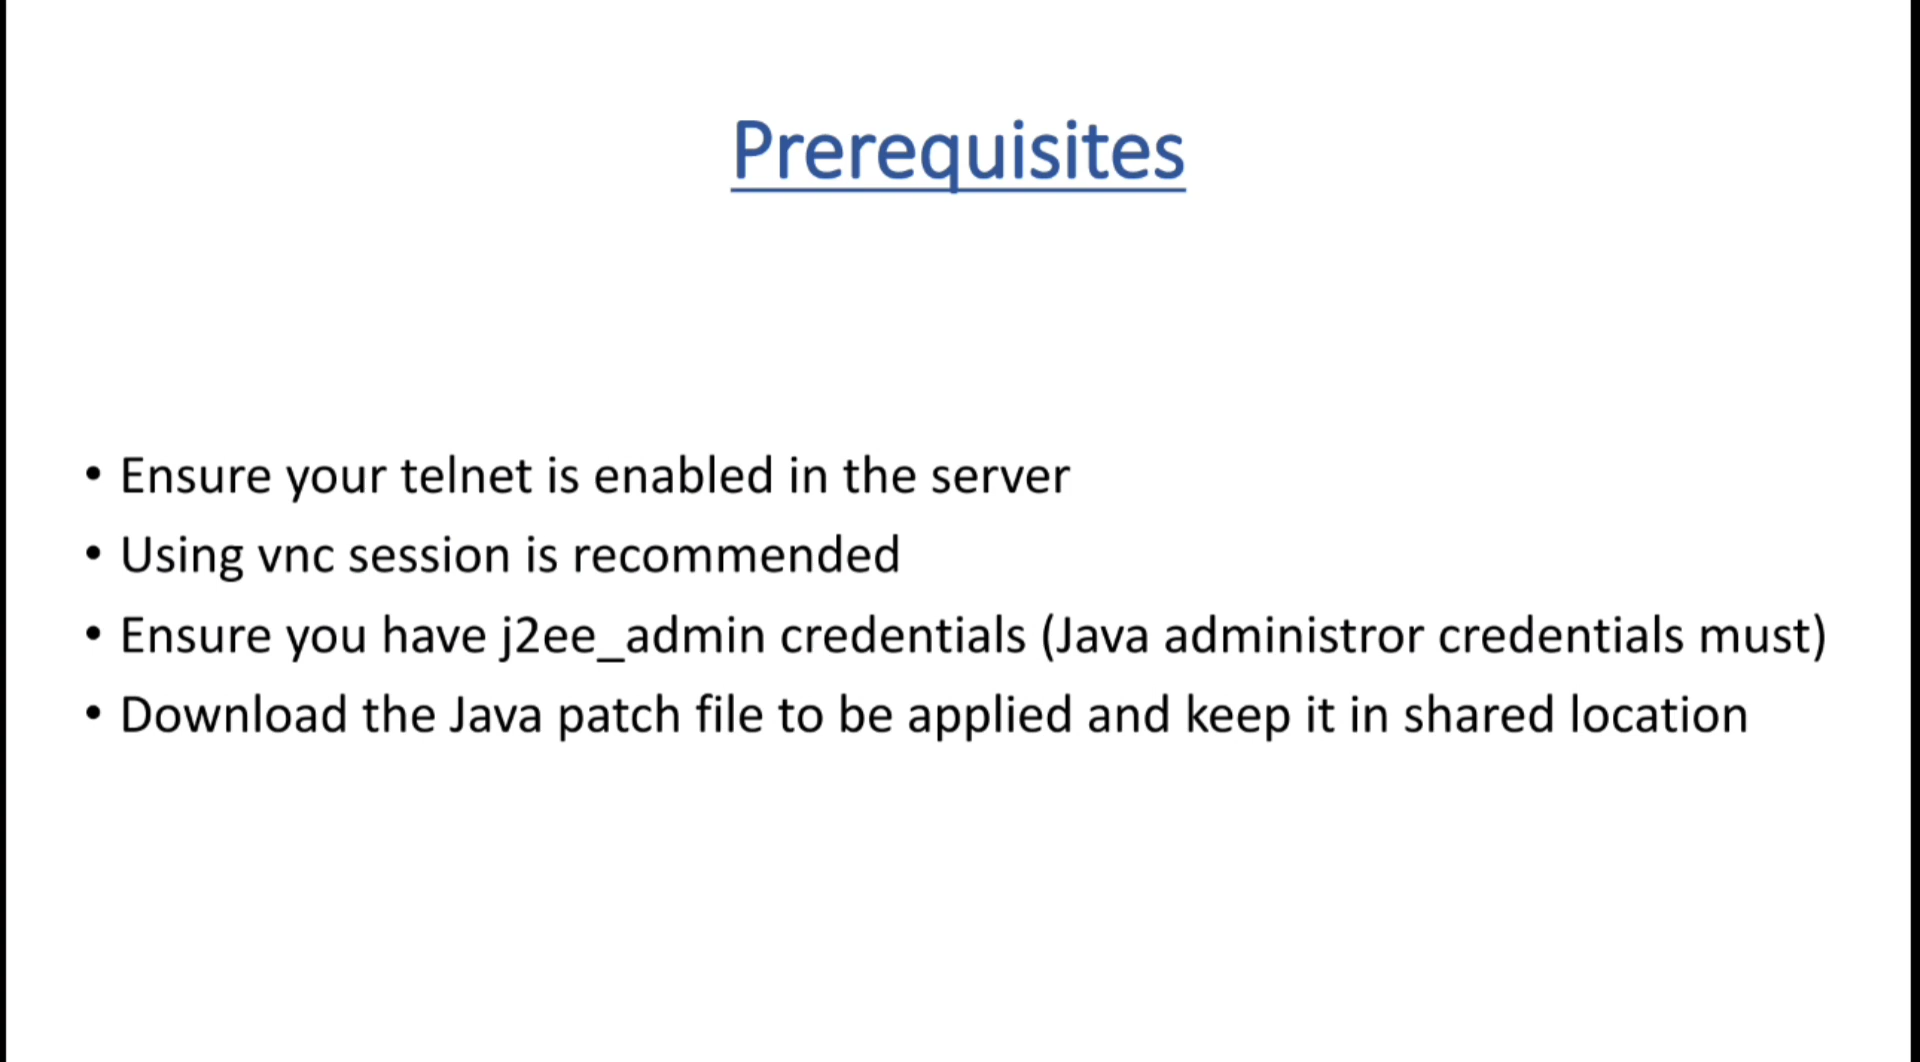 Prerequisites
• Ensure your telnet is enabled in the server
• Using vnc session is recommended
• Ensure you have j2ee_admin credentials (Java administror credentials must)
• Download the Java patch file to be applied and keep it in shared location